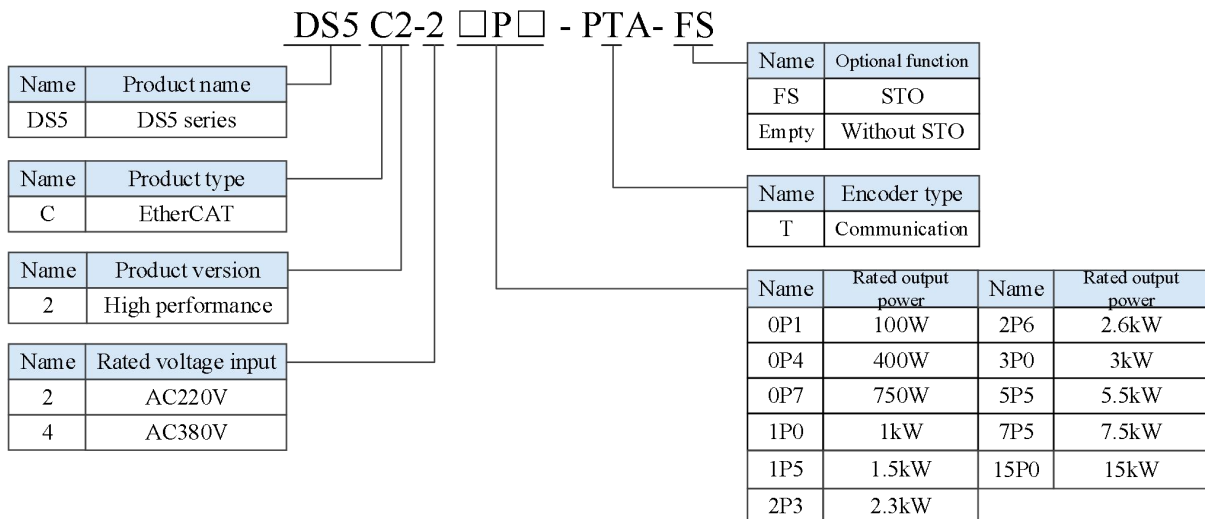 DS5 C2-2 □P□ - PTA- FS
Name Product name
DS5 DS5 series
Name Product type
C EtherCAT
Name Product version
2 High performance
Name Rated voltage input
2 AC220V
4 AC380V
Name Optional function
FS STO
Empty Without STO
Name Encoder type
T Communication
Name Rated output power Name Rated output power
0P1 100W 2P6 2.6kW
0P4 400W 3P0 3kW
0P7 750W 5P5 5.5kW
1P0 1kW 7P5 7.5kW
1P5 1.5kW 15P0 15kW
2P3 2.3kW